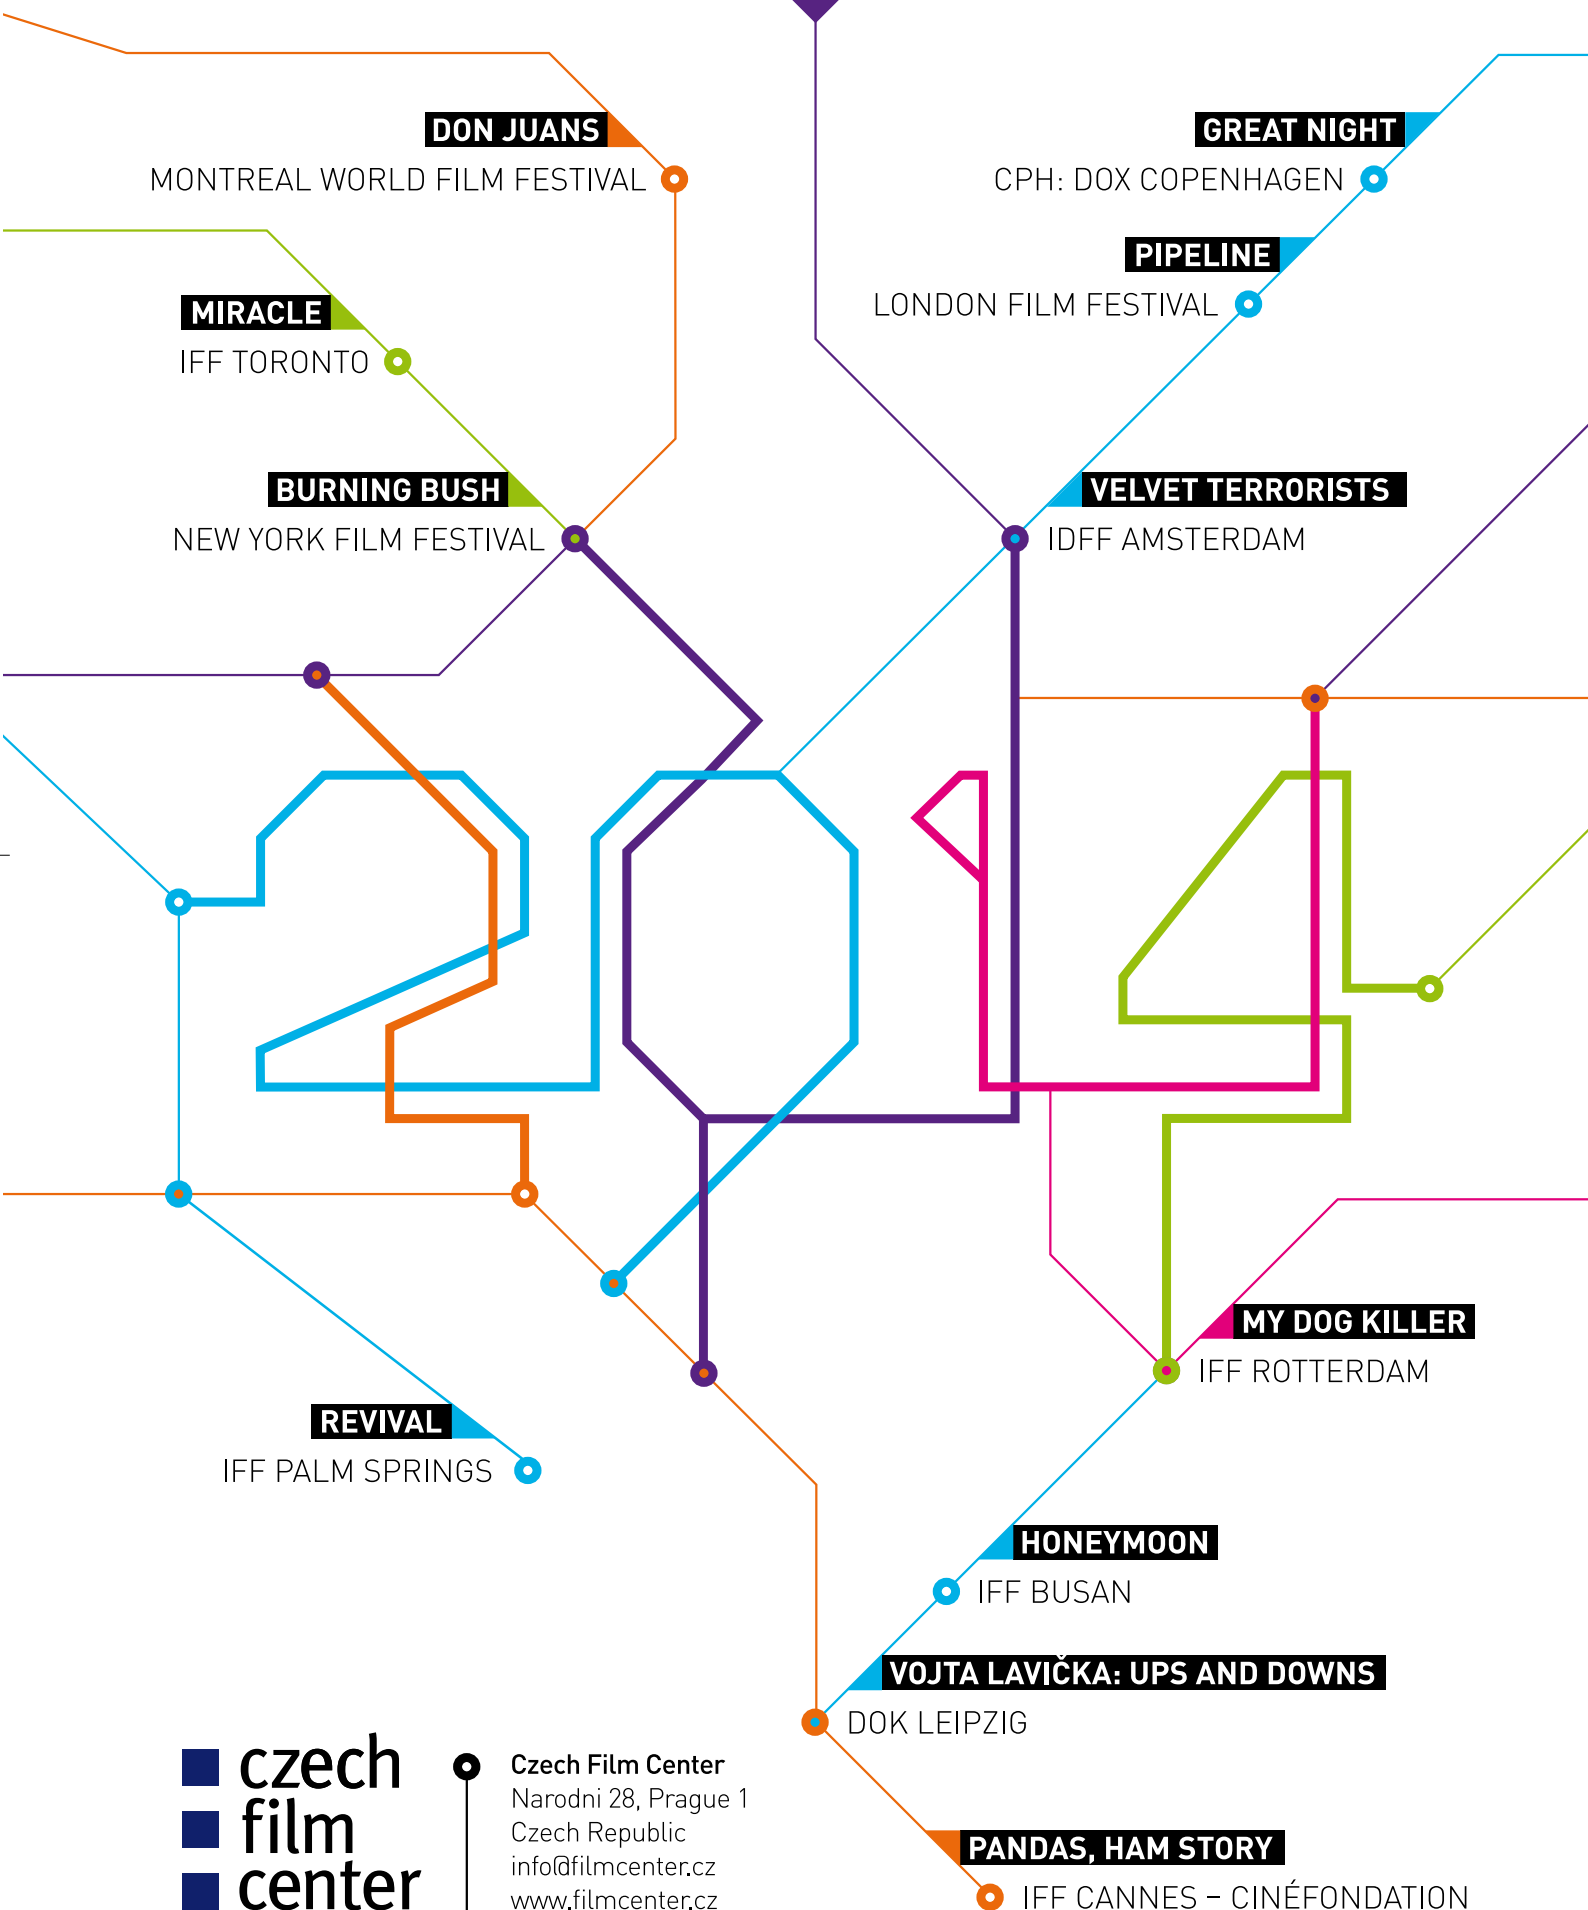 DON JUANS
MONTREAL WORLD FILM FESTIVAL
GREAT NIGHT
CPH: DOX COPENHAGEN
PIPELINE
LONDON FILM FESTIVAL
MIRACLE
IFF TORONTO
BURNING BUSH
NEW YORK FILM FESTIVAL
VELVET TERRORISTS
IDFF AMSTERDAM
2014
MY DOG KILLER
IFF ROTTERDAM
REVIVAL
IFF PALM SPRINGS
HONEYMOON
IFF BUSAN
VOJTA LAVIČKA: UPS AND DOWNS
DOK LEIPZIG
czech
film
center
Czech Film Center
Narodni 28, Prague 1
Czech Republic
info@filmcenter.cz
www.filmcenter.cz
PANDAS, HAM STORY
IFF CANNES – CINÉFONDATION